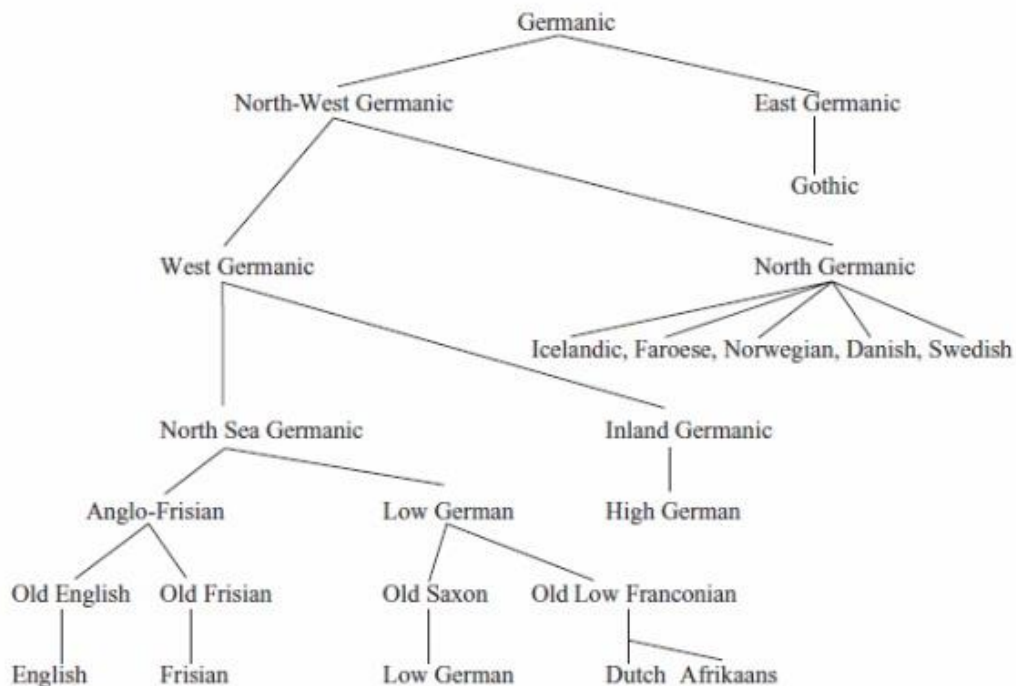 Germanic
North-West Germanic East Germanic
Gothic
West Germanic North Germanic
Icelandic, Faroese, Norwegian, Danish, Swedish
North Sea Germanic Inland Germanic
Anglo-Frisian Low German High German
Old English Old Frisian Old Saxon Old Low Franconian
English Frisian Low German Dutch Afrikaans